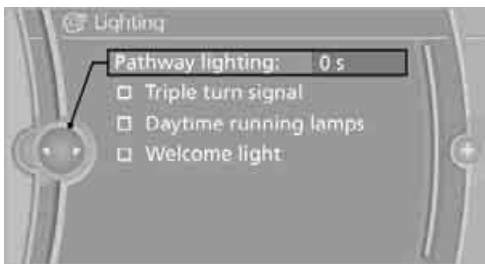 Lighting
Pathway lighting: 0 s
Triple turn signal
Daytime running lamps
Welcome light